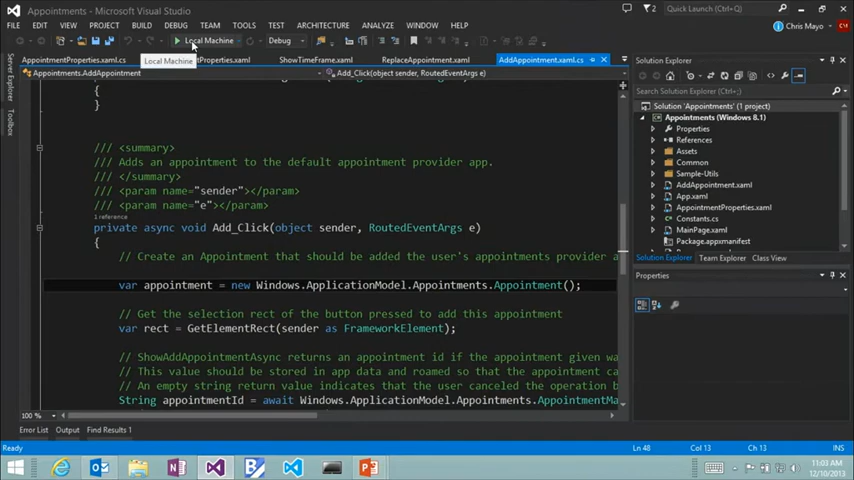 Appointments - Microsoft Visual Studio
Quick Launch (Ctrl+Q)
FILE EDIT VIEW PROJECT BUILD DEBUG TEAM TOOLS TEST ARCHITECTURE ANALYZE WINDOW HELP
Chris Mayo
Local Machine Debug
Local Machine
AppointmentProperties.xaml.cs
tProperties.xaml
ShowTimeFrame.xaml
ReplaceAppointment.xaml
AddAppointment.xaml.cs
Appointments.AddAppointment
Add_Click(object sender, RoutedEventArgs e)
Server Explorer
Toolbox
{
}
/// <summary>
/// Adds an appointment to the default appointment provider app.
/// </summary>
/// <param name="sender"></param>
/// <param name="e"></param>
1 reference
private async void Add_Click(object sender, RoutedEventArgs e)
{
// Create an Appointment that should be added the user's appointments provider a
var appointment = new Windows.ApplicationModel.Appointments.Appointment();
// Get the selection rect of the button pressed to add this appointment
var rect = GetElementRect(sender as FrameworkElement);
// ShowAddAppointmentAsync returns an appointment id if the appointment given wa
// This value should be stored in app data and roamed so that the appointment ca
// An empty string return value indicates that the user canceled the operation b
String appointmentId = await Windows.ApplicationModel.Appointments.AppointmentMa
100 %
Error List Output Find Results 1
Solution Explorer
Search Solution Explorer (Ctrl+;)
Solution 'Appointments' (1 project)
Appointments (Windows 8.1)
Properties
References
Assets
Common
Sample-Utils
AddAppointment.xaml
App.xaml
AppointmentProperties.xaml
Constants.cs
MainPage.xaml
Package.appxmanifest
Solution Explorer Team Explorer Class View
Properties
Ready
Ln 48 Col 13 Ch 13 INS
11:03 AM
12/10/2013